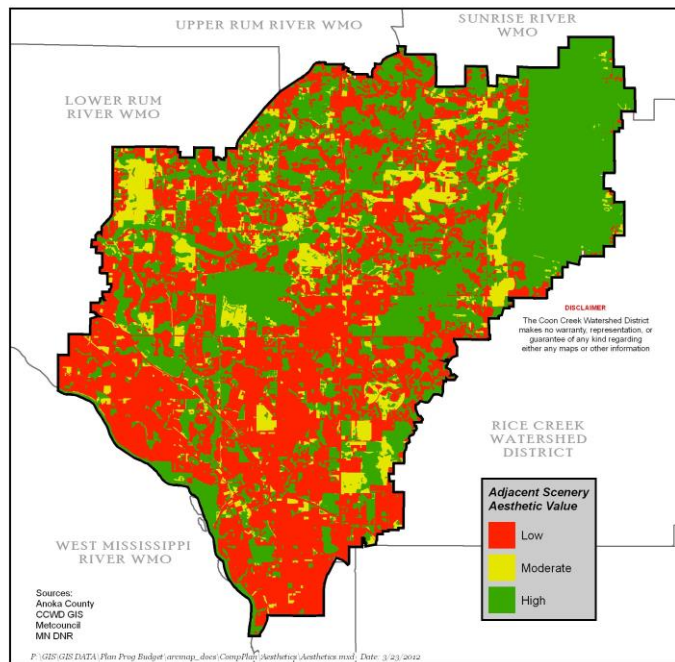 UPPER RUM RIVER WMO
SUNRISE RIVER
WMO
LOWER RUM
RIVER WMO
DISCLAIMER
The Coon Creek Watershed District
makes no warranty, representation, or
guarantee of any kind regarding
either any maps or other information
RICE CREEK
WATERSHED
DISTRICT
Adjacent Scenery
Aesthetic Value
Low
Moderate
High
WEST MISSISSIPPI
RIVER WMO
Sources:
Anoka County
CCWD GIS
Metcouncil
MN DNR
P:\GIS\GIS DATA\Plan Prog Budget\arcmap_docs\CompPlan\Aesthetics\Aesthetics.mxd Date: 3/23/2012